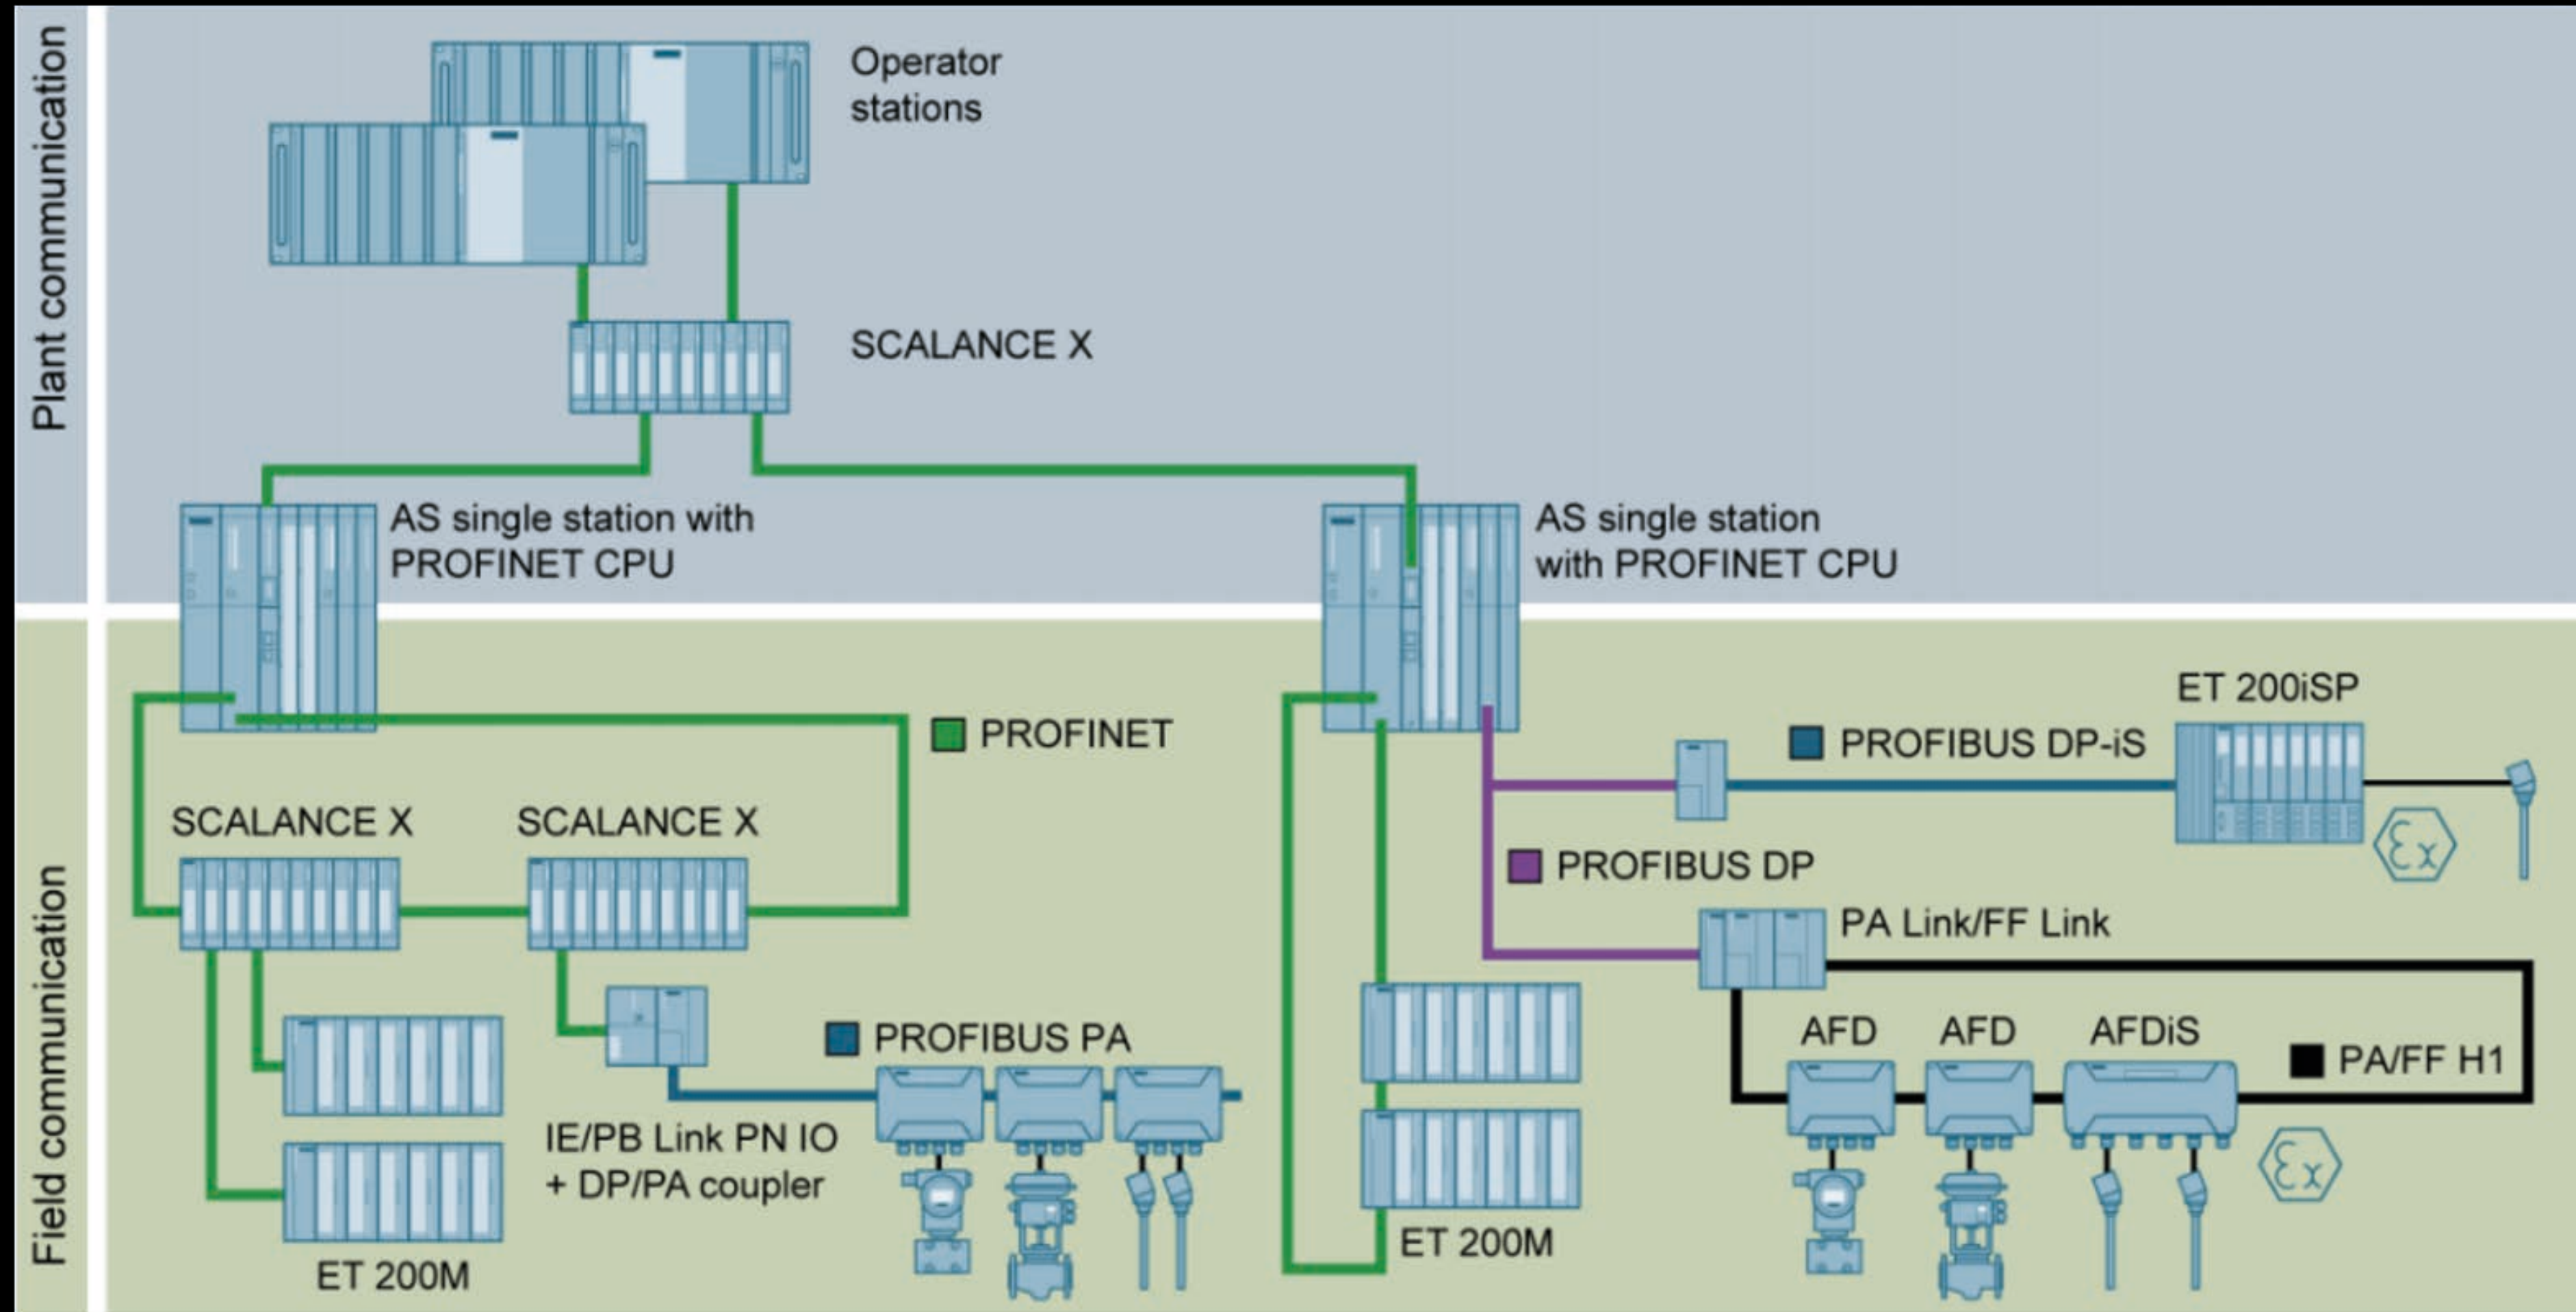 Plant communication
Operator
stations
SCALANCE X
AS single station with
PROFINET CPU
AS single station
with PROFINET CPU
Field communication
PROFINET
ET 200iSP
PROFIBUS DP-iS
SCALANCE X
SCALANCE X
PROFIBUS DP
Ex
PA Link/FF Link
PROFIBUS PA
AFD
AFD
AFDiS
PA/FF H1
IE/PB Link PN IO
+ DP/PA coupler
Ex
ET 200M
ET 200M